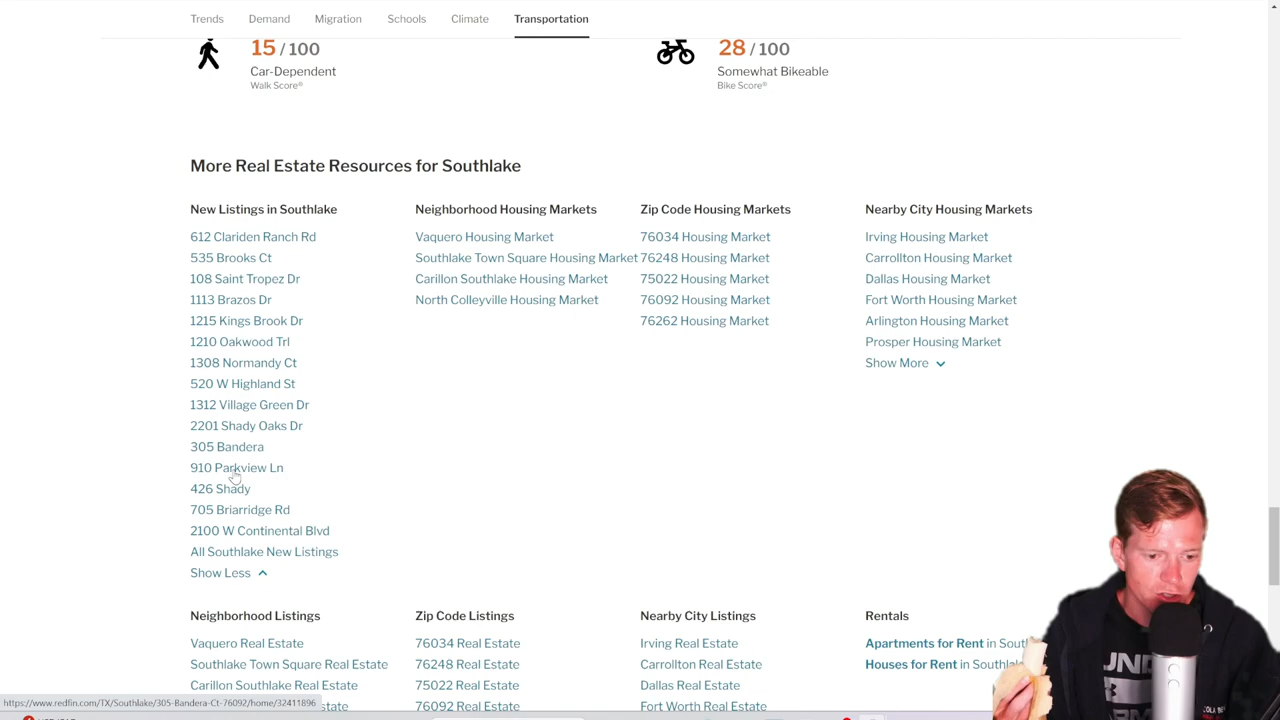 Trends Demand Migration Schools Climate Transportation
15 / 100
Car-Dependent
Walk Score®
28 / 100
Somewhat Bikeable
Bike Score®
More Real Estate Resources for Southlake
New Listings in Southlake
612 Clariden Ranch Rd
535 Brooks Ct
108 Saint Tropez Dr
1113 Brazos Dr
1215 Kings Brook Dr
1210 Oakwood Trl
1308 Normandy Ct
520 W Highland St
1312 Village Green Dr
2201 Shady Oaks Dr
305 Bandera
910 Parkview Ln
426 Shady
705 Briarridge Rd
2100 W Continental Blvd
All Southlake New Listings
Show Less
Neighborhood Housing Markets
Vaquero Housing Market
Southlake Town Square Housing Market
Carillon Southlake Housing Market
North Colleyville Housing Market
Zip Code Housing Markets
76034 Housing Market
76248 Housing Market
75022 Housing Market
76092 Housing Market
76262 Housing Market
Nearby City Housing Markets
Irving Housing Market
Carrollton Housing Market
Dallas Housing Market
Fort Worth Housing Market
Arlington Housing Market
Prosper Housing Market
Show More
Neighborhood Listings
Vaquero Real Estate
Southlake Town Square Real Estate
Carillon Southlake Real Estate
Zip Code Listings
76034 Real Estate
76248 Real Estate
75022 Real Estate
76092 Real Estate
Nearby City Listings
Irving Real Estate
Carrollton Real Estate
Dallas Real Estate
Fort Worth Real Estate
Rentals
Apartments for Rent in
Houses for Rent in
https://www.redfin.com/TX/Southlake/305-Bandera-Ct-76092/home/32411896